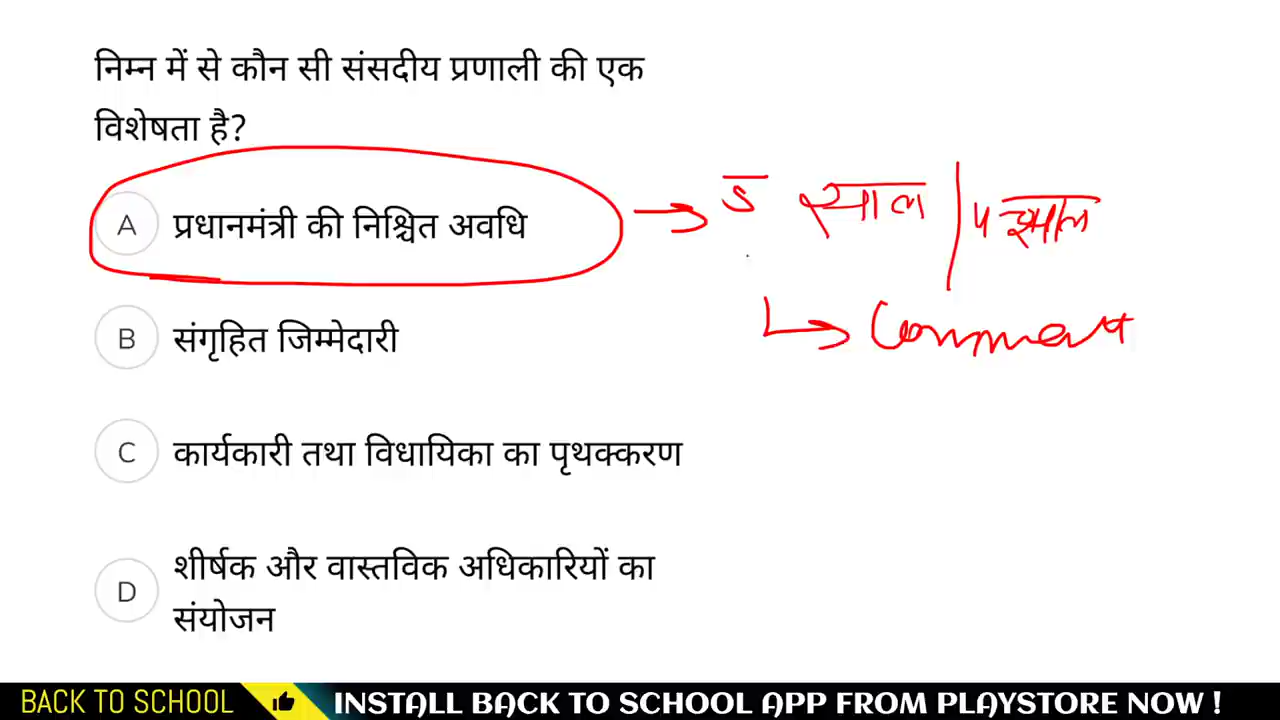 निम्न में से कौन सी संसदीय प्रणाली की एक
विशेषता है?
A प्रधानमंत्री की निश्चित अवधि
5 साल | 4 साल
Comment
B संगृहित जिम्मेदारी
C कार्यकारी तथा विधायिका का पृथक्करण
D शीर्षक और वास्तविक अधिकारियों का
संयोजन
BACK TO SCHOOL INSTALL BACK TO SCHOOL APP FROM PLAYSTORE NOW !